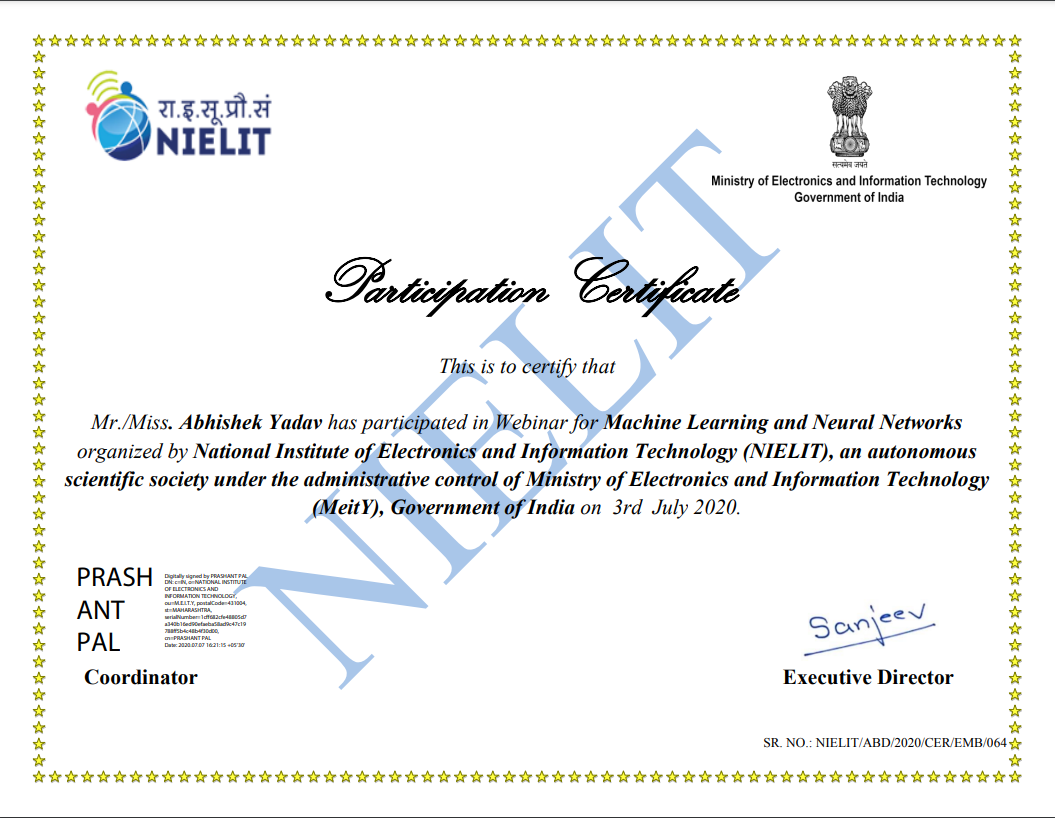 रा.इ.सू.प्रौ.सं
NIELIT
सत्यमेव जयते
Ministry of Electronics and Information Technology
Government of India
NIELIT
Participation Certificate
This is to certify that
Mr./Miss. Abhishek Yadav has participated in Webinar for Machine Learning and Neural Networks
organized by National Institute of Electronics and Information Technology (NIELIT), an autonomous
scientific society under the administrative control of Ministry of Electronics and Information Technology
(MeitY), Government of India on 3rd July 2020.
PRASH
ANT
PAL
Digitally signed by PRASHANT PAL
DN: c=IN, o=NATIONAL INSTITUTE
OF ELECTRONICS AND
INFORMATION TECHNOLOGY,
ou=M.E.I.T.Y, postalCode=431004,
st=MAHARASHTRA,
cn=PRASHANT PAL
Date: 2020.07.07 16:21:15 +05'30'
Coordinator
Sanjeev
Executive Director
SR. NO.: NIELIT/ABD/2020/CER/EMB/064